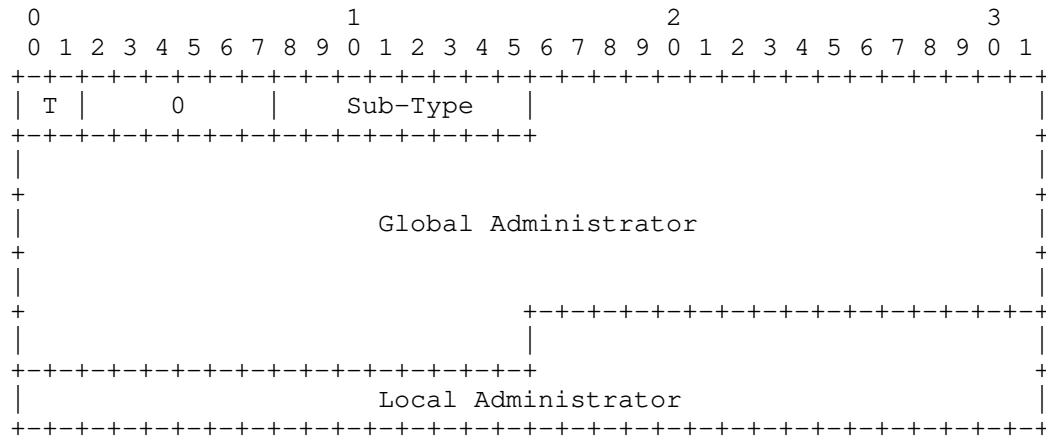 0                   1                   2                   3
 0 1 2 3 4 5 6 7 8 9 0 1 2 3 4 5 6 7 8 9 0 1 2 3 4 5 6 7 8 9 0 1
+-+-+-+-+-+-+-+-+-+-+-+-+-+-+-+-+-+-+-+-+-+-+-+-+-+-+-+-+-+-+-+-+
| T |     0     |    Sub-Type   |                               |
+-+-+-+-+-+-+-+-+-+-+-+-+-+-+-+-+                               +
|                                                               |
+                                                               +
|                      Global Administrator                     |
+                                                               +
|                                                               |
+                               +-+-+-+-+-+-+-+-+-+-+-+-+-+-+-+-+
|                               |                               |
+-+-+-+-+-+-+-+-+-+-+-+-+-+-+-+-+                               +
|                      Local Administrator                      |
+-+-+-+-+-+-+-+-+-+-+-+-+-+-+-+-+-+-+-+-+-+-+-+-+-+-+-+-+-+-+-+-+